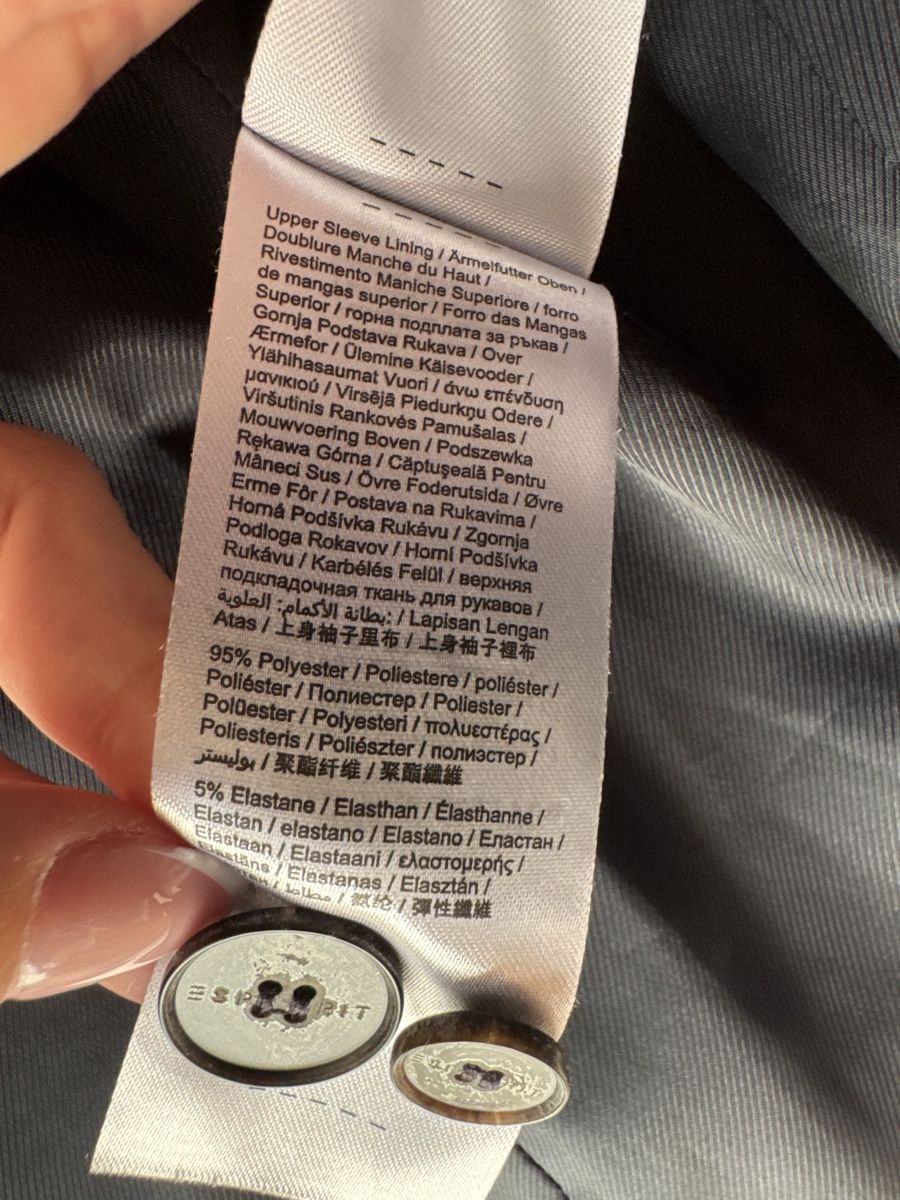 Upper Sleeve Lining / Ärmelfutter Oben /
Doublure Manche du Haut /
Rivestimento Maniche Superiore / forro
de mangas superior / Forro das Mangas
Superior / горна подплата за ръкав /
Gornja Podstava Rukava / Over
Ærmefor / Ülemine Käisevooder /
Ylähihasaumat Vuori / άνω επένδυση
μανικιού / Virsējā Piedurkņu Odere /
Viršutinis Rankovės Pamušalas /
Mouwvoering Boven / Podszewka
Rękawa Górna / Căptușeală Pentru
Mâneci Sus / Övre Foderutsida / Øvre
Erme Fôr / Postava na Rukavima /
Horná Podšívka Rukávu / Zgornja
Podloga Rokavov / Horní Podšívka
Rukávu / Karbélés Felül / верхняя
подкладочная ткань для рукавов /
بطانة الأكمام: العلوية: / Lapisan Lengan
Atas / 上身袖子里布 / 上身袖子裡布
95% Polyester / Poliestere / poliéster /
Poliéster / Полиестер / Poliester /
Polüester / Polyesteri / πολυεστέρας /
Poliesteris / Poliészter / полиэстер /
بوليستر / 聚酯纤维 / 聚酯纖維
5% Elastane / Elasthan / Élasthanne /
Elastan / elastano / Elastano / Еластан /
Elastaan / Elastaani / ελαστομερής /
Elastāns / Elastanas / Elasztán /
/ مطاط / 氨纶 / 彈性纖維
ESPRIT